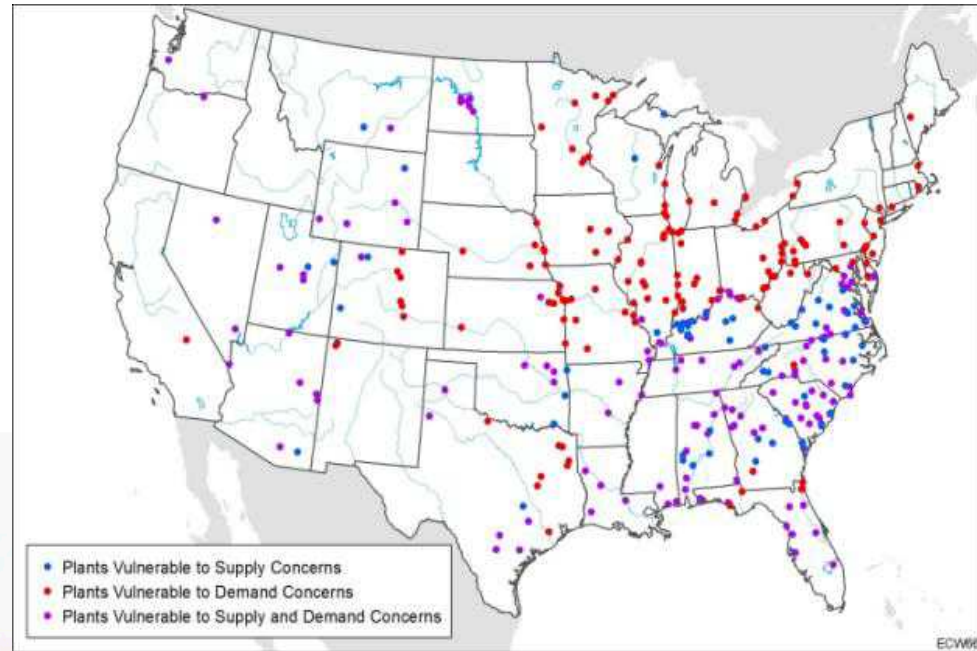 Plants Vulnerable to Supply Concerns
Plants Vulnerable to Demand Concerns
Plants Vulnerable to Supply and Demand Concerns